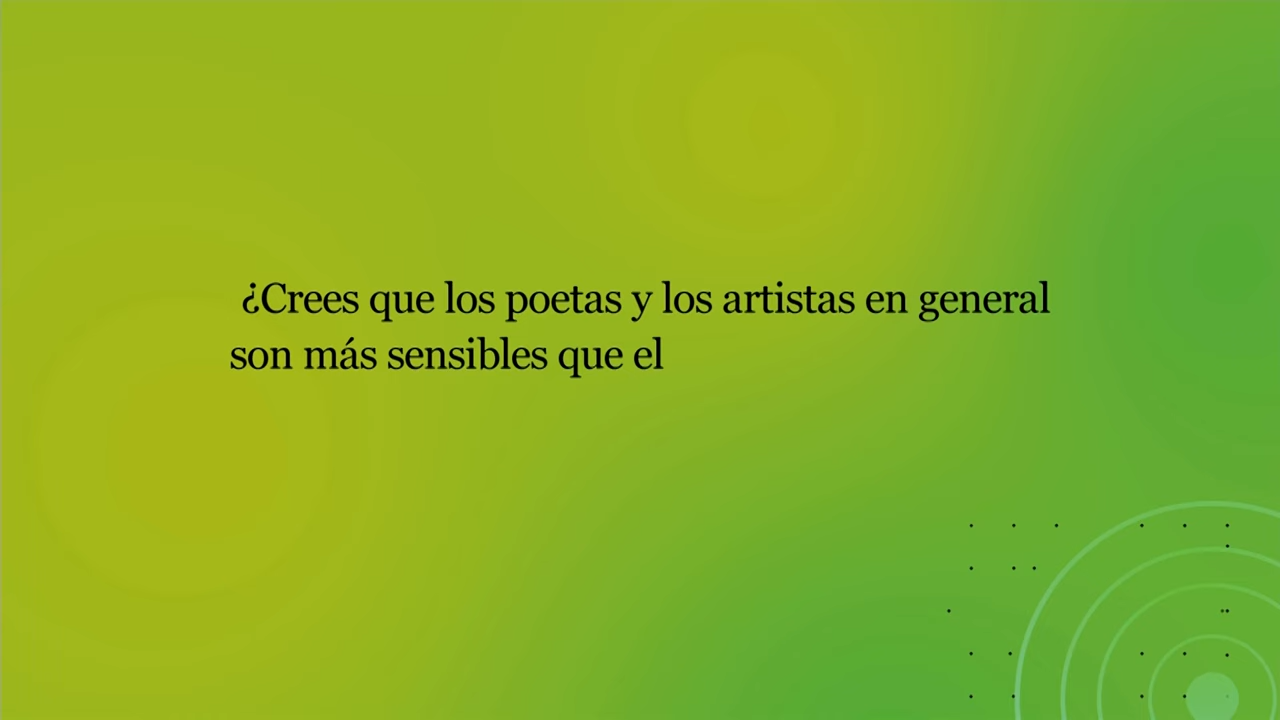 ¿Crees que los poetas y los artistas en general
son más sensibles que el